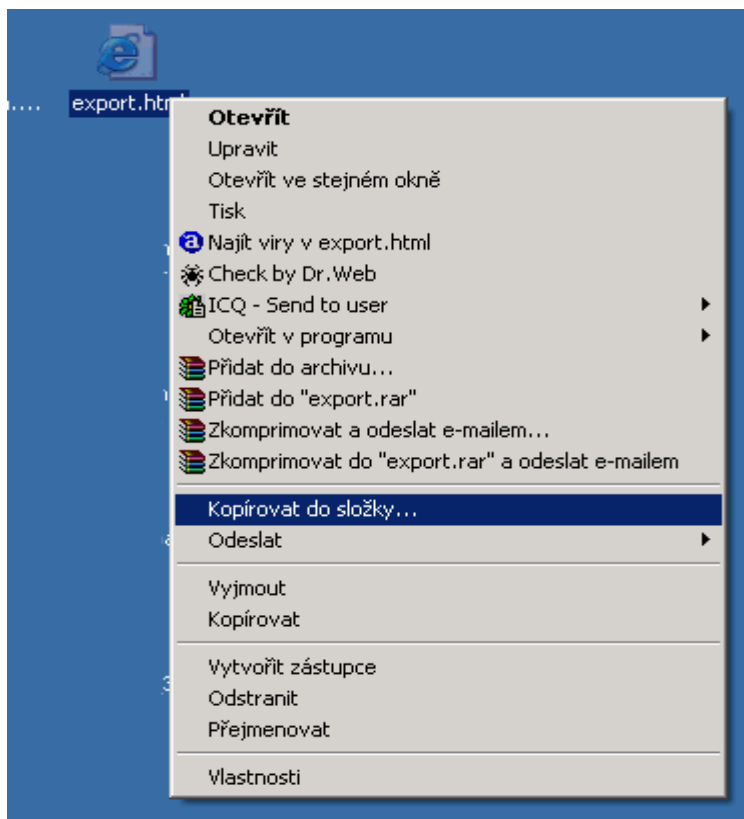 export.html
Otevřít
Upravit
Otevřít ve stejném okně
Tisk
Najít viry v export.html
Check by Dr.Web
ICQ - Send to user
Otevřít v programu
Přidat do archivu...
Přidat do "export.rar"
Zkomprimovat a odeslat e-mailem...
Zkomprimovat do "export.rar" a odeslat e-mailem
Kopírovat do složky...
Odeslat
Vyjmout
Kopírovat
Vytvořit zástupce
Odstranit
Přejmenovat
Vlastnosti